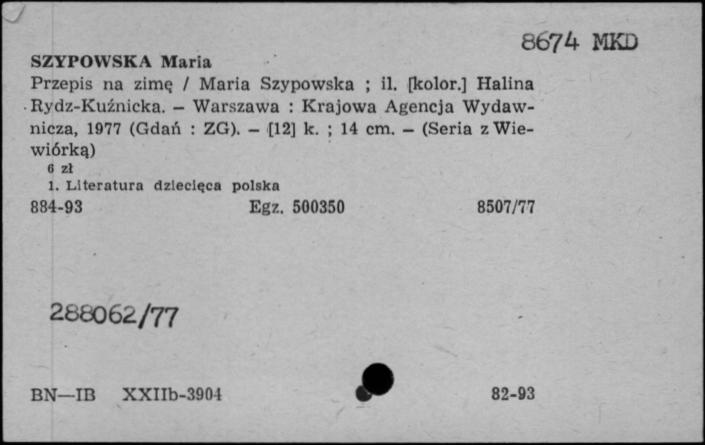 8674 MKD
SZYPOWSKA Maria
Przepis na zimę / Maria Szypowska ; il. [kolor.] Halina
Rydz-Kuźnicka. — Warszawa : Krajowa Agencja Wydaw-
nicza, 1977 (Gdań : ZG). — [12] k. ; 14 cm. — (Seria z Wie-
wiórką)
6 zł
1. Literatura dziecięca polska
884-93 Egz. 500350 8507/77
288062/77
BN—IB XXIIb-3904 82-93